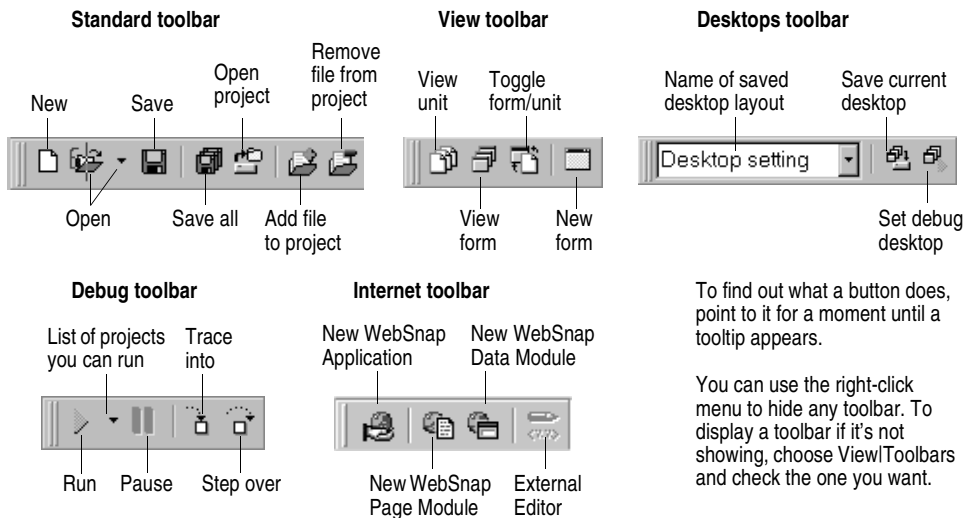 Standard toolbar
View toolbar
Desktops toolbar
New
Save
Open
project
Remove
file from
project
View
unit
Toggle
form/unit
Name of saved
desktop layout
Save current
desktop
Desktop setting
Open
Save all
Add file
to project
View
form
New
form
Set debug
desktop
Debug toolbar
Internet toolbar
List of projects
you can run
Trace
into
New WebSnap
Application
New WebSnap
Data Module
Run
Pause
Step over
New WebSnap
Page Module
External
Editor
To find out what a button does,
point to it for a moment until a
tooltip appears.
You can use the right-click
menu to hide any toolbar. To
display a toolbar if it's not
showing, choose View|Toolbars
and check the one you want.